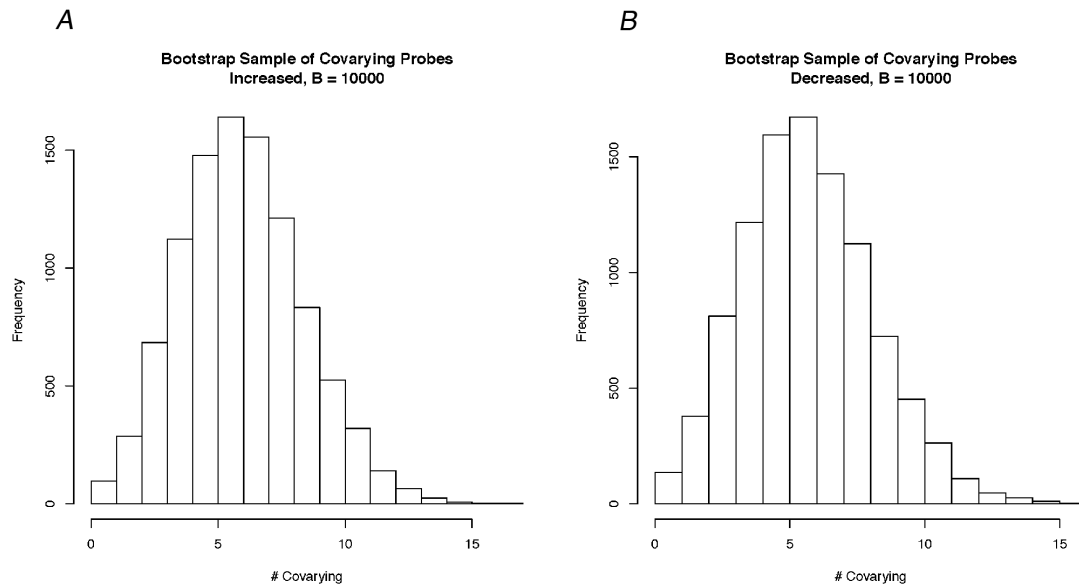 A
Bootstrap Sample of Covarying Probes
Increased, B = 10000
Frequency
1500
1000
500
0
0 5 10 15
# Covarying
B
Bootstrap Sample of Covarying Probes
Decreased, B = 10000
Frequency
1500
1000
500
0
0 5 10 15
# Covarying